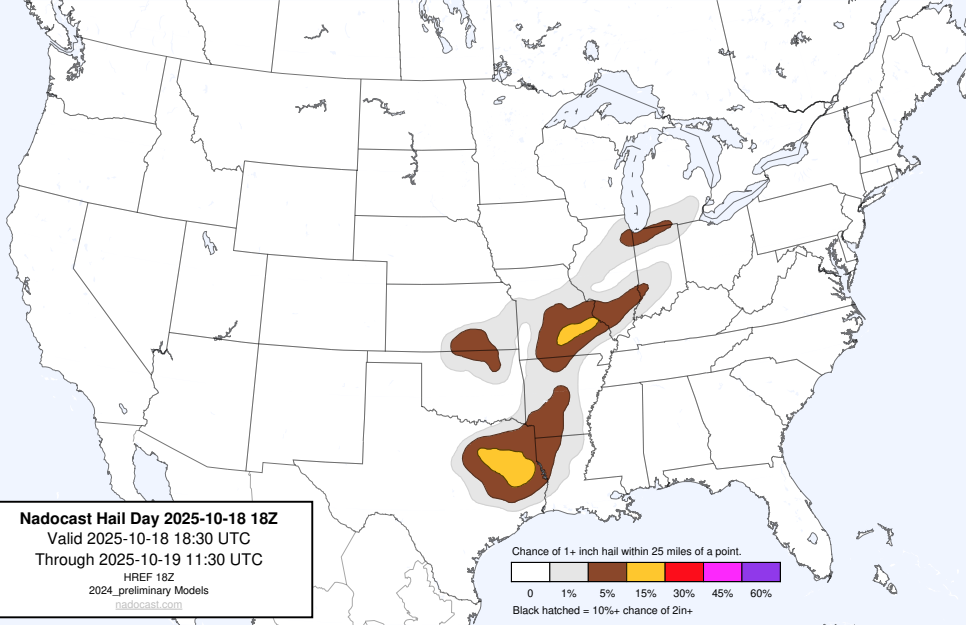 Nadocast Hail Day 2025-10-18 18Z
Valid 2025-10-18 18:30 UTC
Through 2025-10-19 11:30 UTC
HREF 18Z
2024_preliminary Models
nadocast.com
Chance of 1+ inch hail within 25 miles of a point.
0 1% 5% 15% 30% 45% 60%
Black hatched = 10%+ chance of 2in+